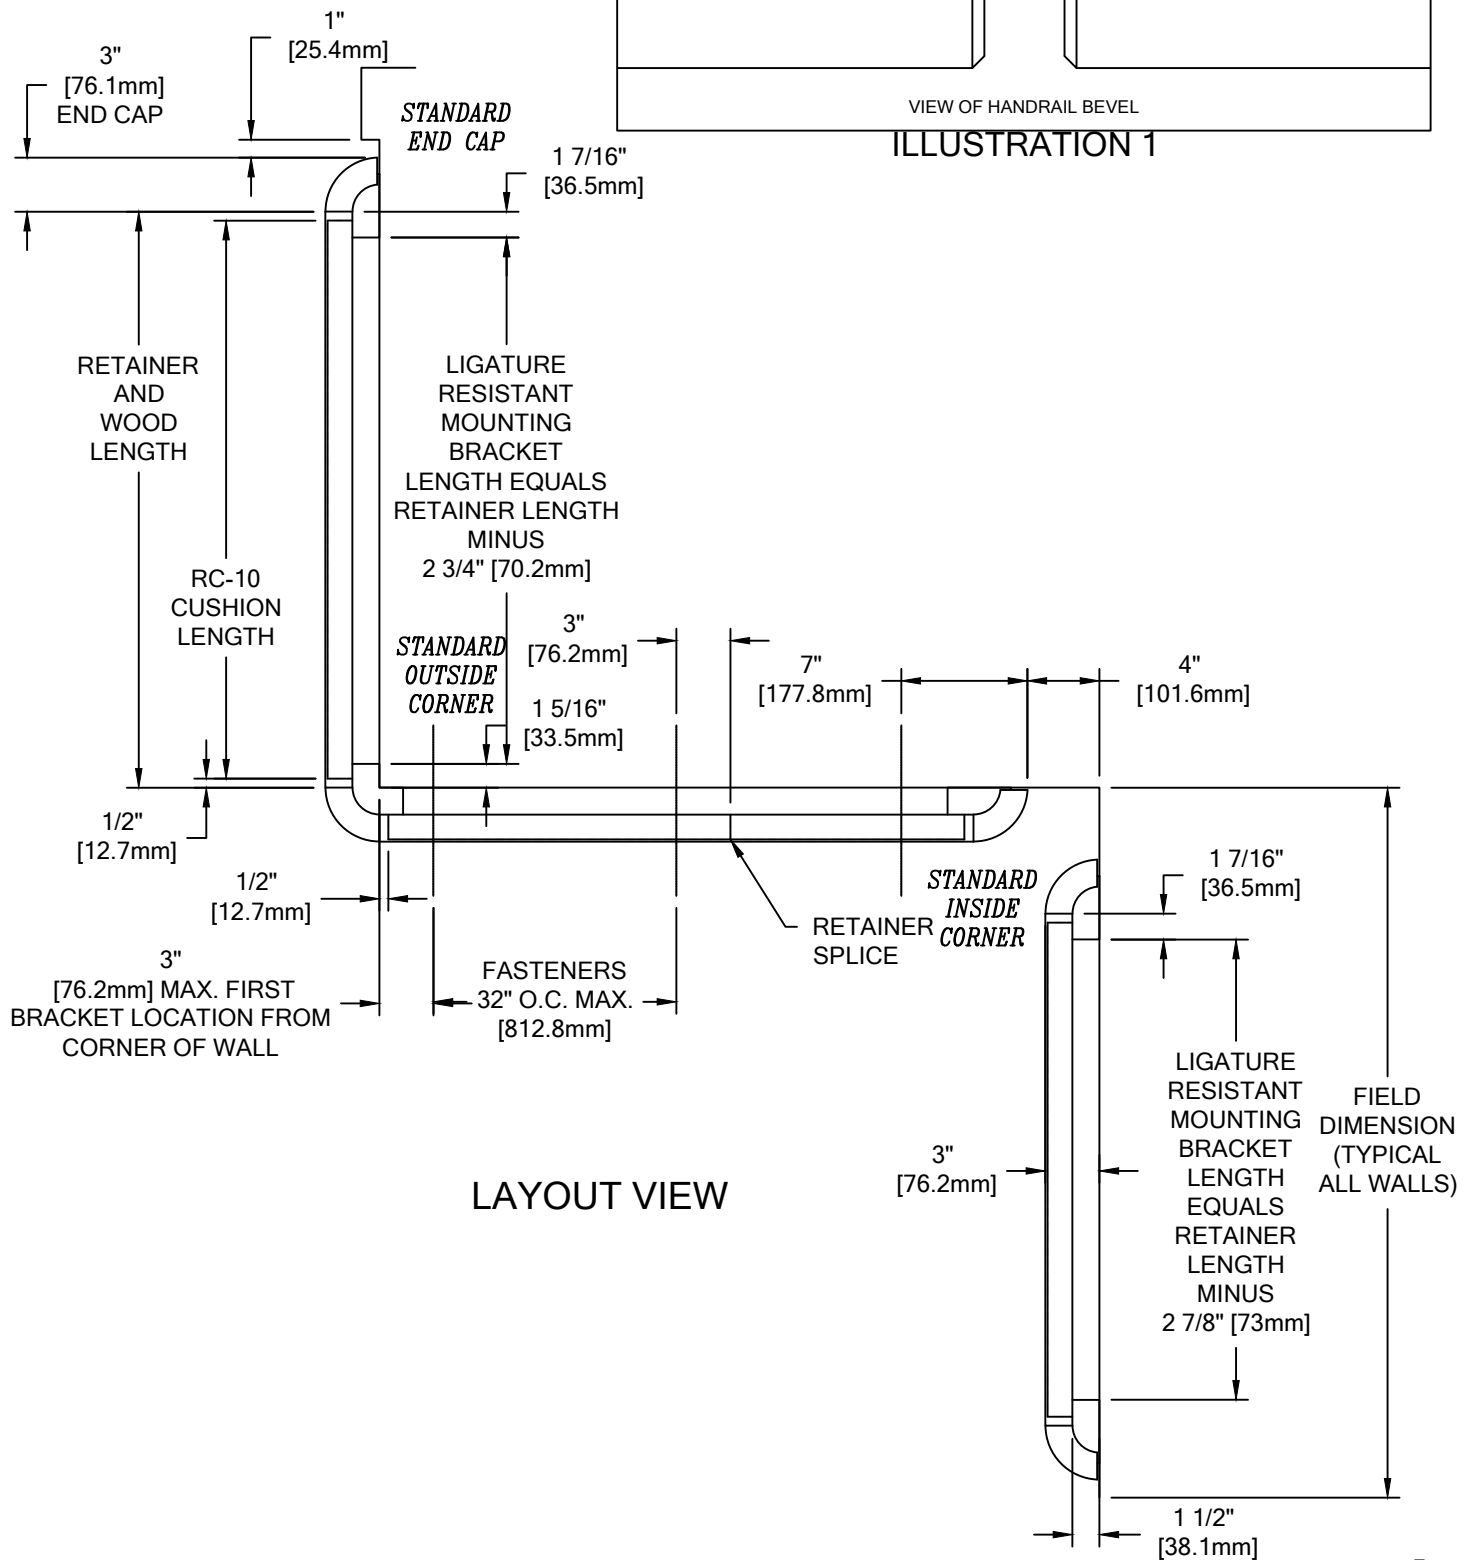 1"
[25.4mm]
3"
[76.1mm]
END CAP
STANDARD
END CAP
VIEW OF HANDRAIL BEVEL
ILLUSTRATION 1
1 7/16"
[36.5mm]
RETAINER
AND
WOOD
LENGTH
LIGATURE
RESISTANT
MOUNTING
BRACKET
LENGTH EQUALS
RETAINER LENGTH
MINUS
2 3/4" [70.2mm]
RC-10
CUSHION
LENGTH
STANDARD
OUTSIDE
CORNER
3"
[76.2mm]
7"
[177.8mm]
4"
[101.6mm]
1 5/16"
[33.5mm]
1/2"
[12.7mm]
1/2"
[12.7mm]
STANDARD
INSIDE
CORNER
1 7/16"
[36.5mm]
RETAINER
SPLICE
3"
[76.2mm] MAX. FIRST
BRACKET LOCATION FROM
CORNER OF WALL
FASTENERS
32" O.C. MAX.
[812.8mm]
LIGATURE
RESISTANT
MOUNTING
BRACKET
LENGTH
EQUALS
RETAINER
LENGTH
MINUS
2 7/8" [73mm]
FIELD
DIMENSION
(TYPICAL
ALL WALLS)
3"
[76.2mm]
LAYOUT VIEW
1 1/2"
[38.1mm]